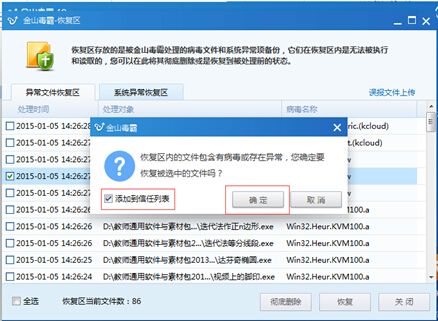 金山毒霸-恢复区
恢复区存放的是被金山毒霸处理的病毒文件和系统异常项备份，它们在恢复区内是无法被执行
和读取的，您可以在此将其彻底删除或是恢复到被处理前的状态。
异常文件恢复区 系统异常恢复区 误报文件上传
处理时间 处理对象 病毒名称
2015-01-05 14:26:28
ric.(kcloud)
2015-01-05 14:26:28
2015-01-05 14:26:27
(kcloud)
2015-01-05 14:26:27
2015-01-05 14:26:27
2015-01-05 14:26:27
VM100.a
金山毒霸
恢复区内的文件包含有病毒或存在异常，您确定要
恢复被选中的文件吗？
添加到信任列表 确 定 取 消
2015-01-05 14:26:26 D:\教师通用软件与素材包...\迭代法作正n边形.exe Win32.Heur.KVM100.a
2015-01-05 14:26:26 D:\教师通用软件与素材包2...\迭代法等分线段.exe Win32.Heur.KVM100.a
2015-01-05 14:26:26 D:\教师通用软件与素材包2013...\达芬奇椭圆.exe Win32.Heur.KVM100.a
2015-01-05 14:26:24 D:\教师通用软件与素材包201...\视频上的脚印.exe Win32.Heur.KVM100.a
全选 恢复区当前文件数：86 彻底删除 恢复 关 闭